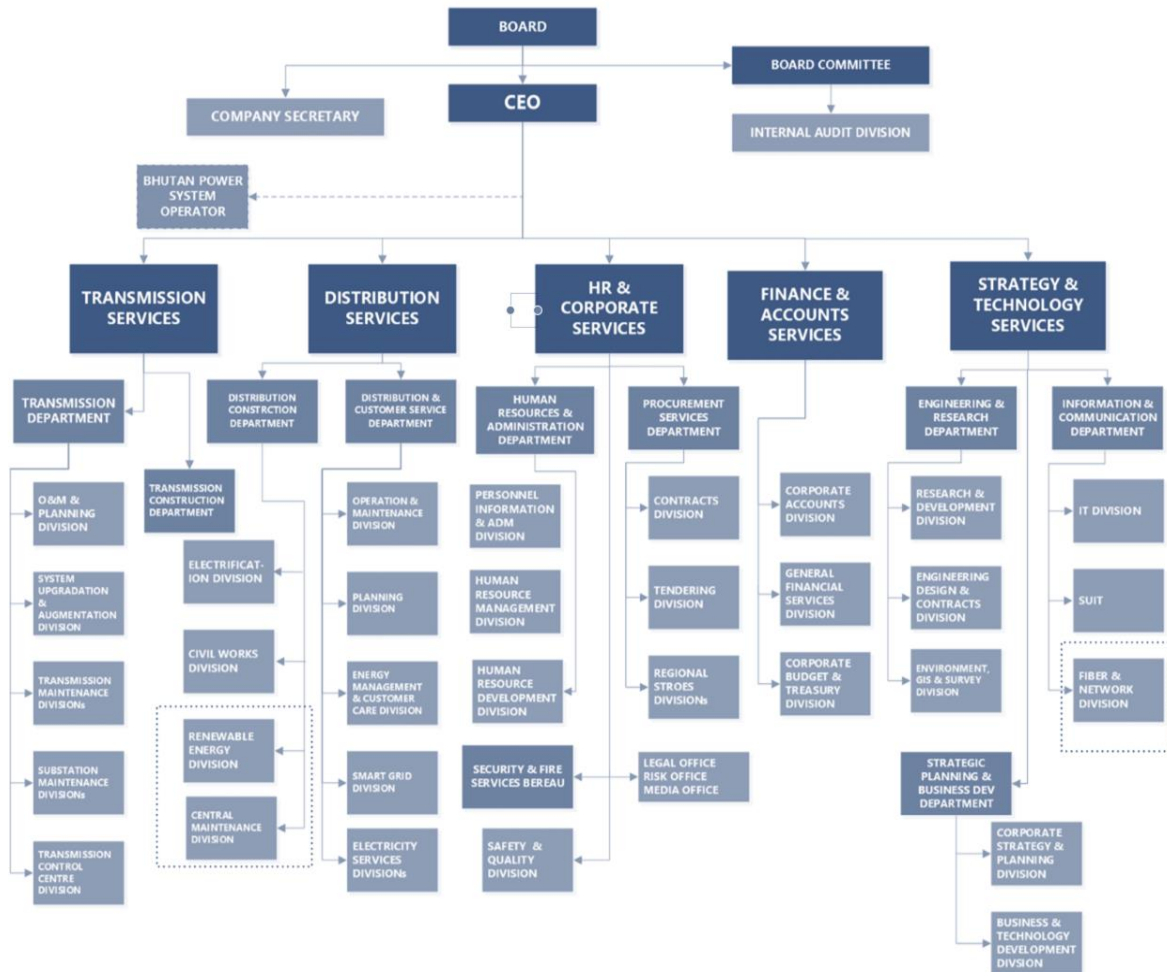 BOARD
BOARD COMMITTEE
CEO
COMPANY SECRETARY
INTERNAL AUDIT DIVISION
BHUTAN POWER
SYSTEM
OPERATOR
TRANSMISSION
SERVICES
DISTRIBUTION
SERVICES
HR &
CORPORATE
SERVICES
FINANCE &
ACCOUNTS
SERVICES
STRATEGY &
TECHNOLOGY
SERVICES
TRANSMISSION
DEPARTMENT
TRANSMISSION
CONSTRUCTION
DEPARTMENT
O&M &
PLANNING
DIVISION
SYSTEM
UPGRADATION
&
AUGMENTATION
DIVISION
TRANSMISSION
MAINTENANCE
DIVISIONs
SUBSTATION
MAINTENANCE
DIVISIONs
TRANSMISSION
CONTROL
CENTRE
DIVISION
DISTRIBUTION
CONSTRCTION
DEPARTMENT
ELECTRIFICAT-
ION DIVISION
CIVIL WORKS
DIVISION
RENEWABLE
ENERGY
DIVISION
CENTRAL
MAINTENANCE
DIVISION
DISTRIBUTION &
CUSTOMER SERVICE
DEPARTMENT
OPERATION &
MAINTENANCE
DIVISION
PLANNING
DIVISION
ENERGY
MANAGEMENT
& CUSTOMER
CARE DIVISION
SMART GRID
DIVISION
ELECTRICITY
SERVICES
DIVISIONs
HUMAN
RESOURCES &
ADMINISTRATION
DEPARTMENT
PERSONNEL
INFORMATION
& ADM
DIVISION
HUMAN
RESOURCE
MANAGEMENT
DIVISION
HUMAN
RESOURCE
DEVELOPMENT
DIVISION
PROCUREMENT
SERVICES
DEPARTMENT
CONTRACTS
DIVISION
TENDERING
DIVISION
REGIONAL
STROES
DIVISIONs
SECURITY & FIRE
SERVICES BEREAU
LEGAL OFFICE
RISK OFFICE
MEDIA OFFICE
SAFETY & 
QUALITY
DIVISION
CORPORATE
ACCOUNTS
DIVISION
GENERAL
FINANCIAL
SERVICES
DIVISION
CORPORATE
BUDGET &
TREASURY
DIVISION
ENGINEERING &
RESEARCH
DEPARTMENT
RESEARCH &
DEVELOPMENT
DIVISION
ENGINEERING
DESIGN &
CONTRACTS
DIVISION
ENVIRONMENT,
GIS & SURVEY
DIVISION
INFORMATION &
COMMUNICATION
DEPARTMENT
IT DIVISION
SUIT
FIBER &
NETWORK
DIVISION
STRATEGIC
PLANNING &
BUSINESS DEV
DEPARTMENT
CORPORATE
STRATEGY &
PLANNING
DIVISION
BUSINESS &
TECHNOLOGY
DEVELOPMENT
DIVSION